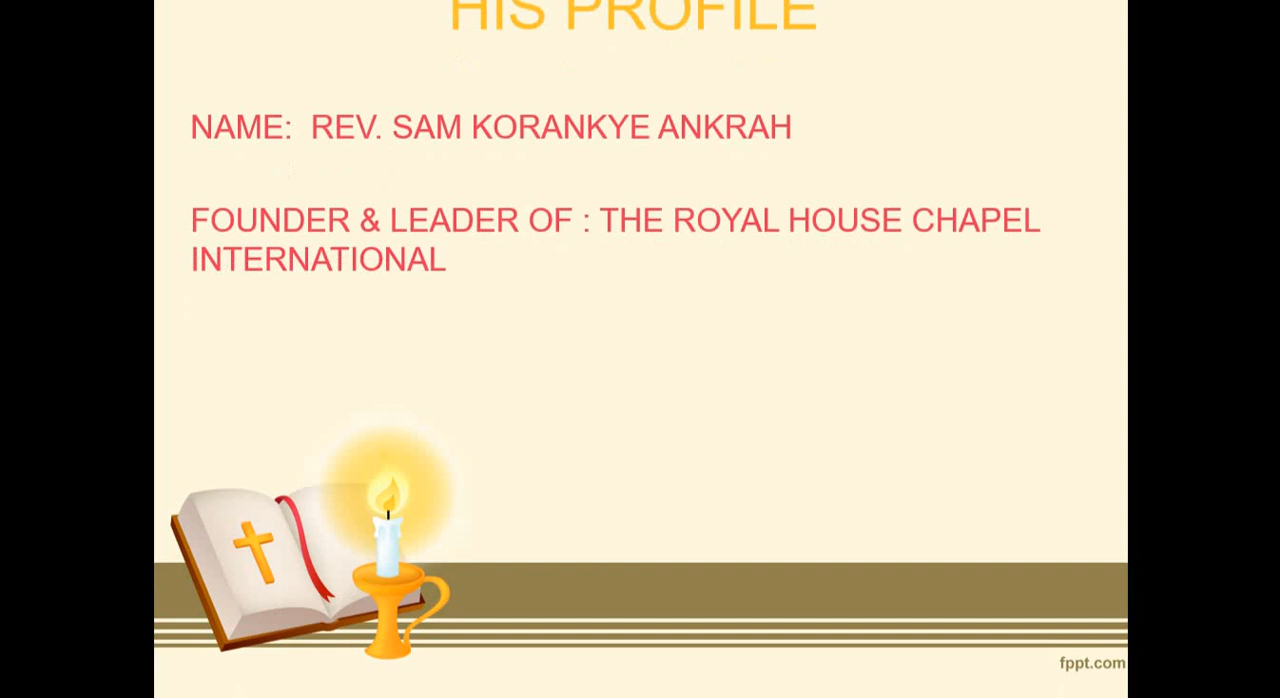 HIS PROFILE
NAME: REV. SAM KORANKYE ANKRAH
FOUNDER & LEADER OF : THE ROYAL HOUSE CHAPEL
INTERNATIONAL
fppt.com